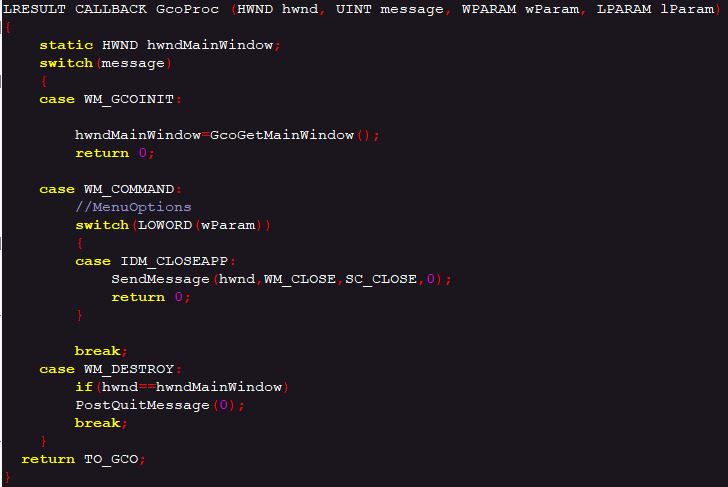 LRESULT CALLBACK GcoProc (HWND hwnd, UINT message, WPARAM wParam, LPARAM lParam)
{
static HWND hwndMainWindow;
switch(message)
{
case WM_GCOINIT:
hwndMainWindow=GcoGetMainWindow();
return 0;
case WM_COMMAND:
//MenuOptions
switch(LOWORD(wParam))
{
case IDM_CLOSEAPP:
SendMessage(hwnd,WM_CLOSE,SC_CLOSE,0);
return 0;
}
break;
case WM_DESTROY:
if(hwnd==hwndMainWindow)
PostQuitMessage(0);
break;
}
return TO_GCO;
}